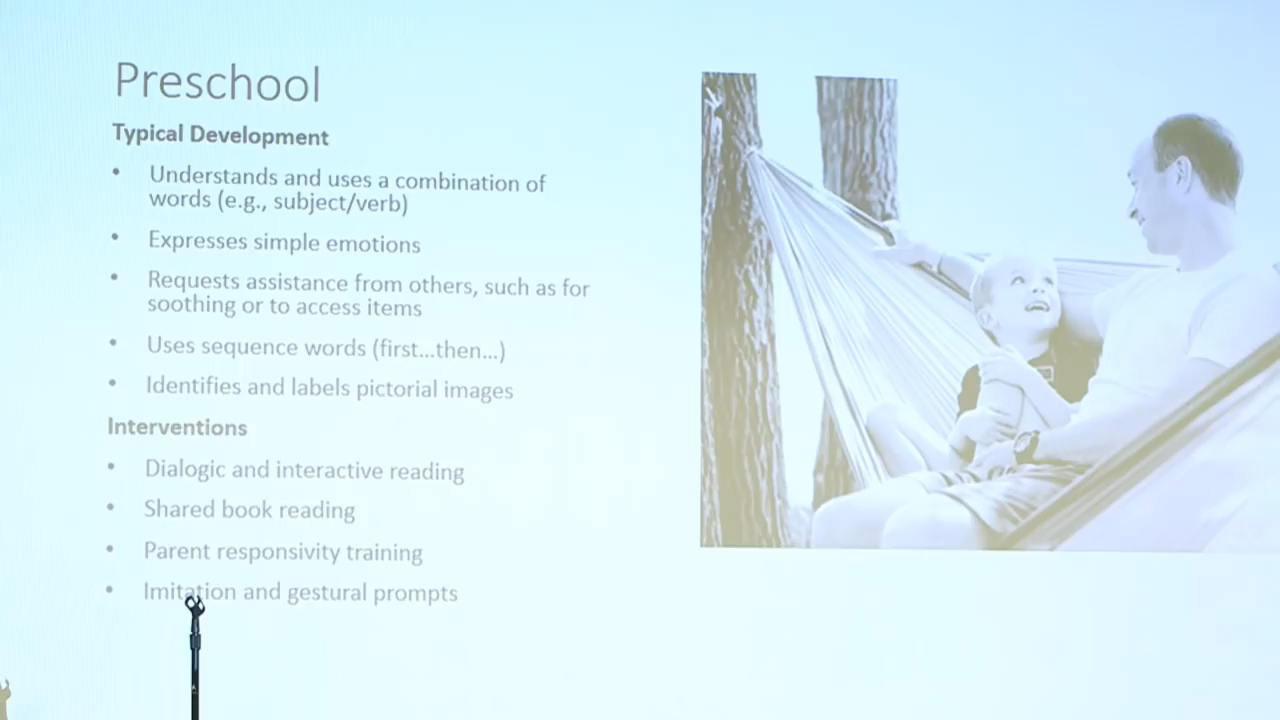 Preschool
Typical Development
• Understands and uses a combination of
words (e.g., subject/verb)
• Expresses simple emotions
• Requests assistance from others, such as for
soothing or to access items
• Uses sequence words (first...then...)
• Identifies and labels pictorial images
Interventions
• Dialogic and interactive reading
• Shared book reading
• Parent responsivity training
• Imitation and gestural prompts